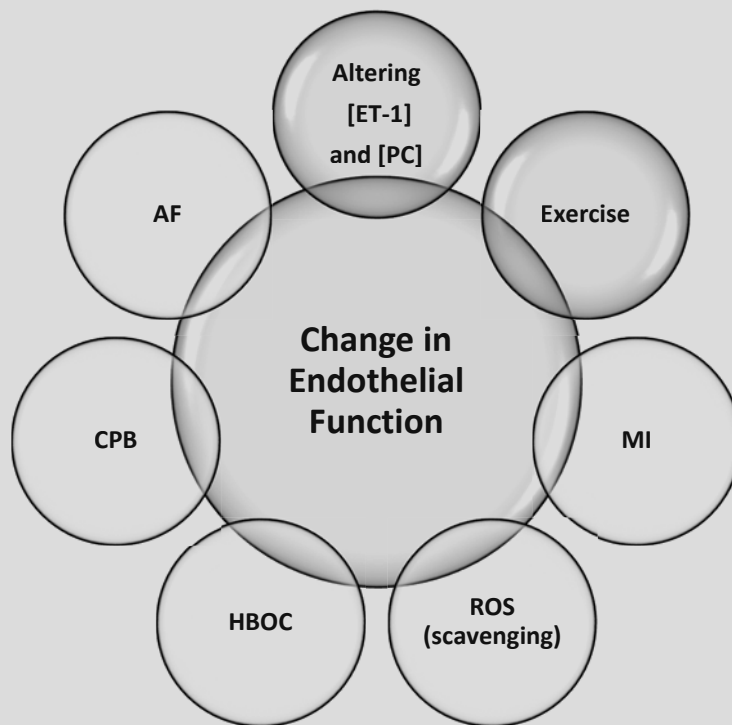 Altering
[ET-1]
and [PC]
Exercise
AF
Change in
Endothelial
Function
CPB
MI
HBOC
ROS
(scavenging)